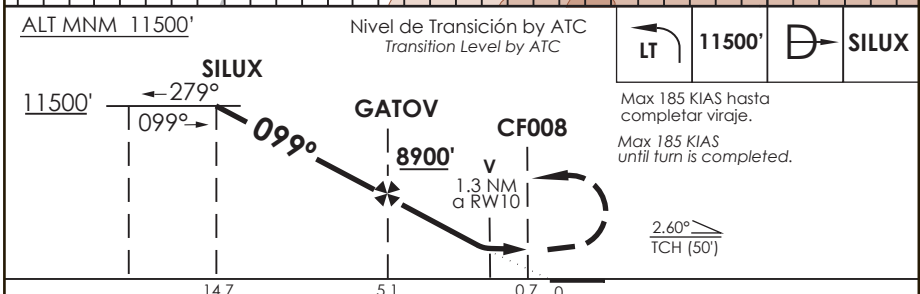 ALT MNM 11500'
Nivel de Transición by ATC
Transition Level by ATC
LT
11500'
D
SILUX
Max 185 KIAS hasta
completar viraje.
Max 185 KIAS
until turn is completed.
SILUX
11500'
279°
099°
099°
GATOV
8900'
CF008
V
1.3 NM
a RW10
2.60°
TCH (50')
14.7
5.1
0.7
0